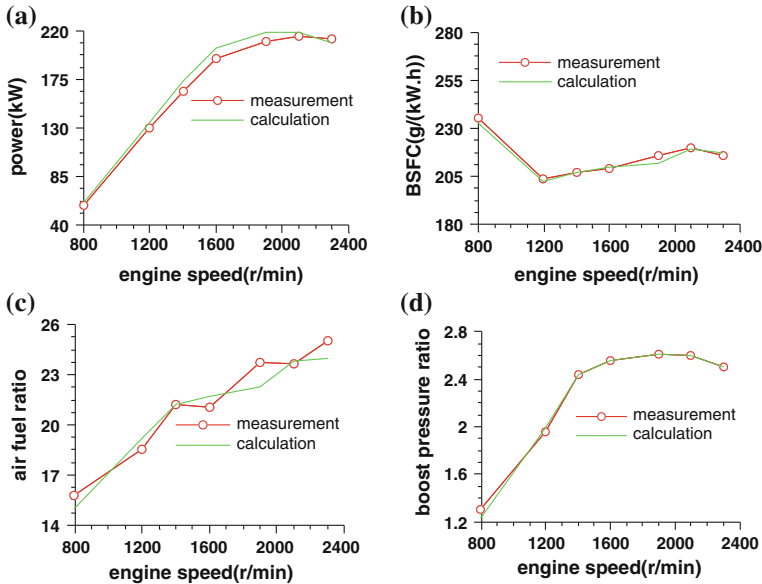 (a)
220
175
130
85
40
power(kW)
measurement
calculation
800 1200 1600 2000 2400
engine speed(r/min)
(b)
280
255
230
205
180
BSFC(g/(kW.h)
measurement
calculation
800 1200 1600 2000 2400
engine speed(r/min)
(c)
26
23
20
17
14
air fuel ratio
measurement
calculation
800 1200 1600 2000 2400
engine speed(r/min)
(d)
2.8
2.4
2
1.6
1.2
boost pressure ratio
measurement
calculation
800 1200 1600 2000 2400
engine speed(r/min)